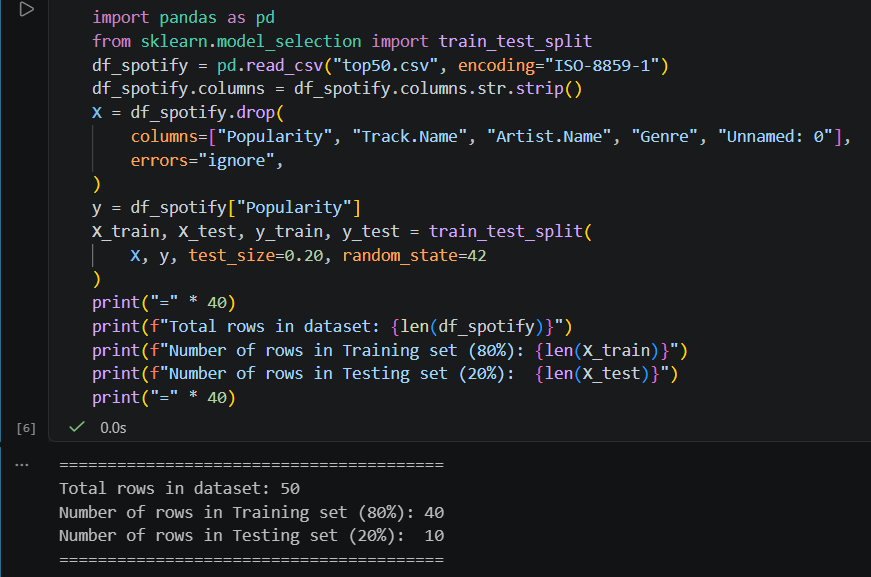 import pandas as pd
from sklearn.model_selection import train_test_split
df_spotify = pd.read_csv("top50.csv", encoding="ISO-8859-1")
df_spotify.columns = df_spotify.columns.str.strip()
X = df_spotify.drop(
    columns=["Popularity", "Track.Name", "Artist.Name", "Genre", "Unnamed: 0"],
    errors="ignore",
)
y = df_spotify["Popularity"]
X_train, X_test, y_train, y_test = train_test_split(
    X, y, test_size=0.20, random_state=42
)
print("=" * 40)
print(f"Total rows in dataset: {len(df_spotify)}")
print(f"Number of rows in Training set (80%): {len(X_train)}")
print(f"Number of rows in Testing set (20%):  {len(X_test)}")
print("=" * 40)
[6] 0.0s
... ========================================
Total rows in dataset: 50
Number of rows in Training set (80%): 40
Number of rows in Testing set (20%):  10
========================================